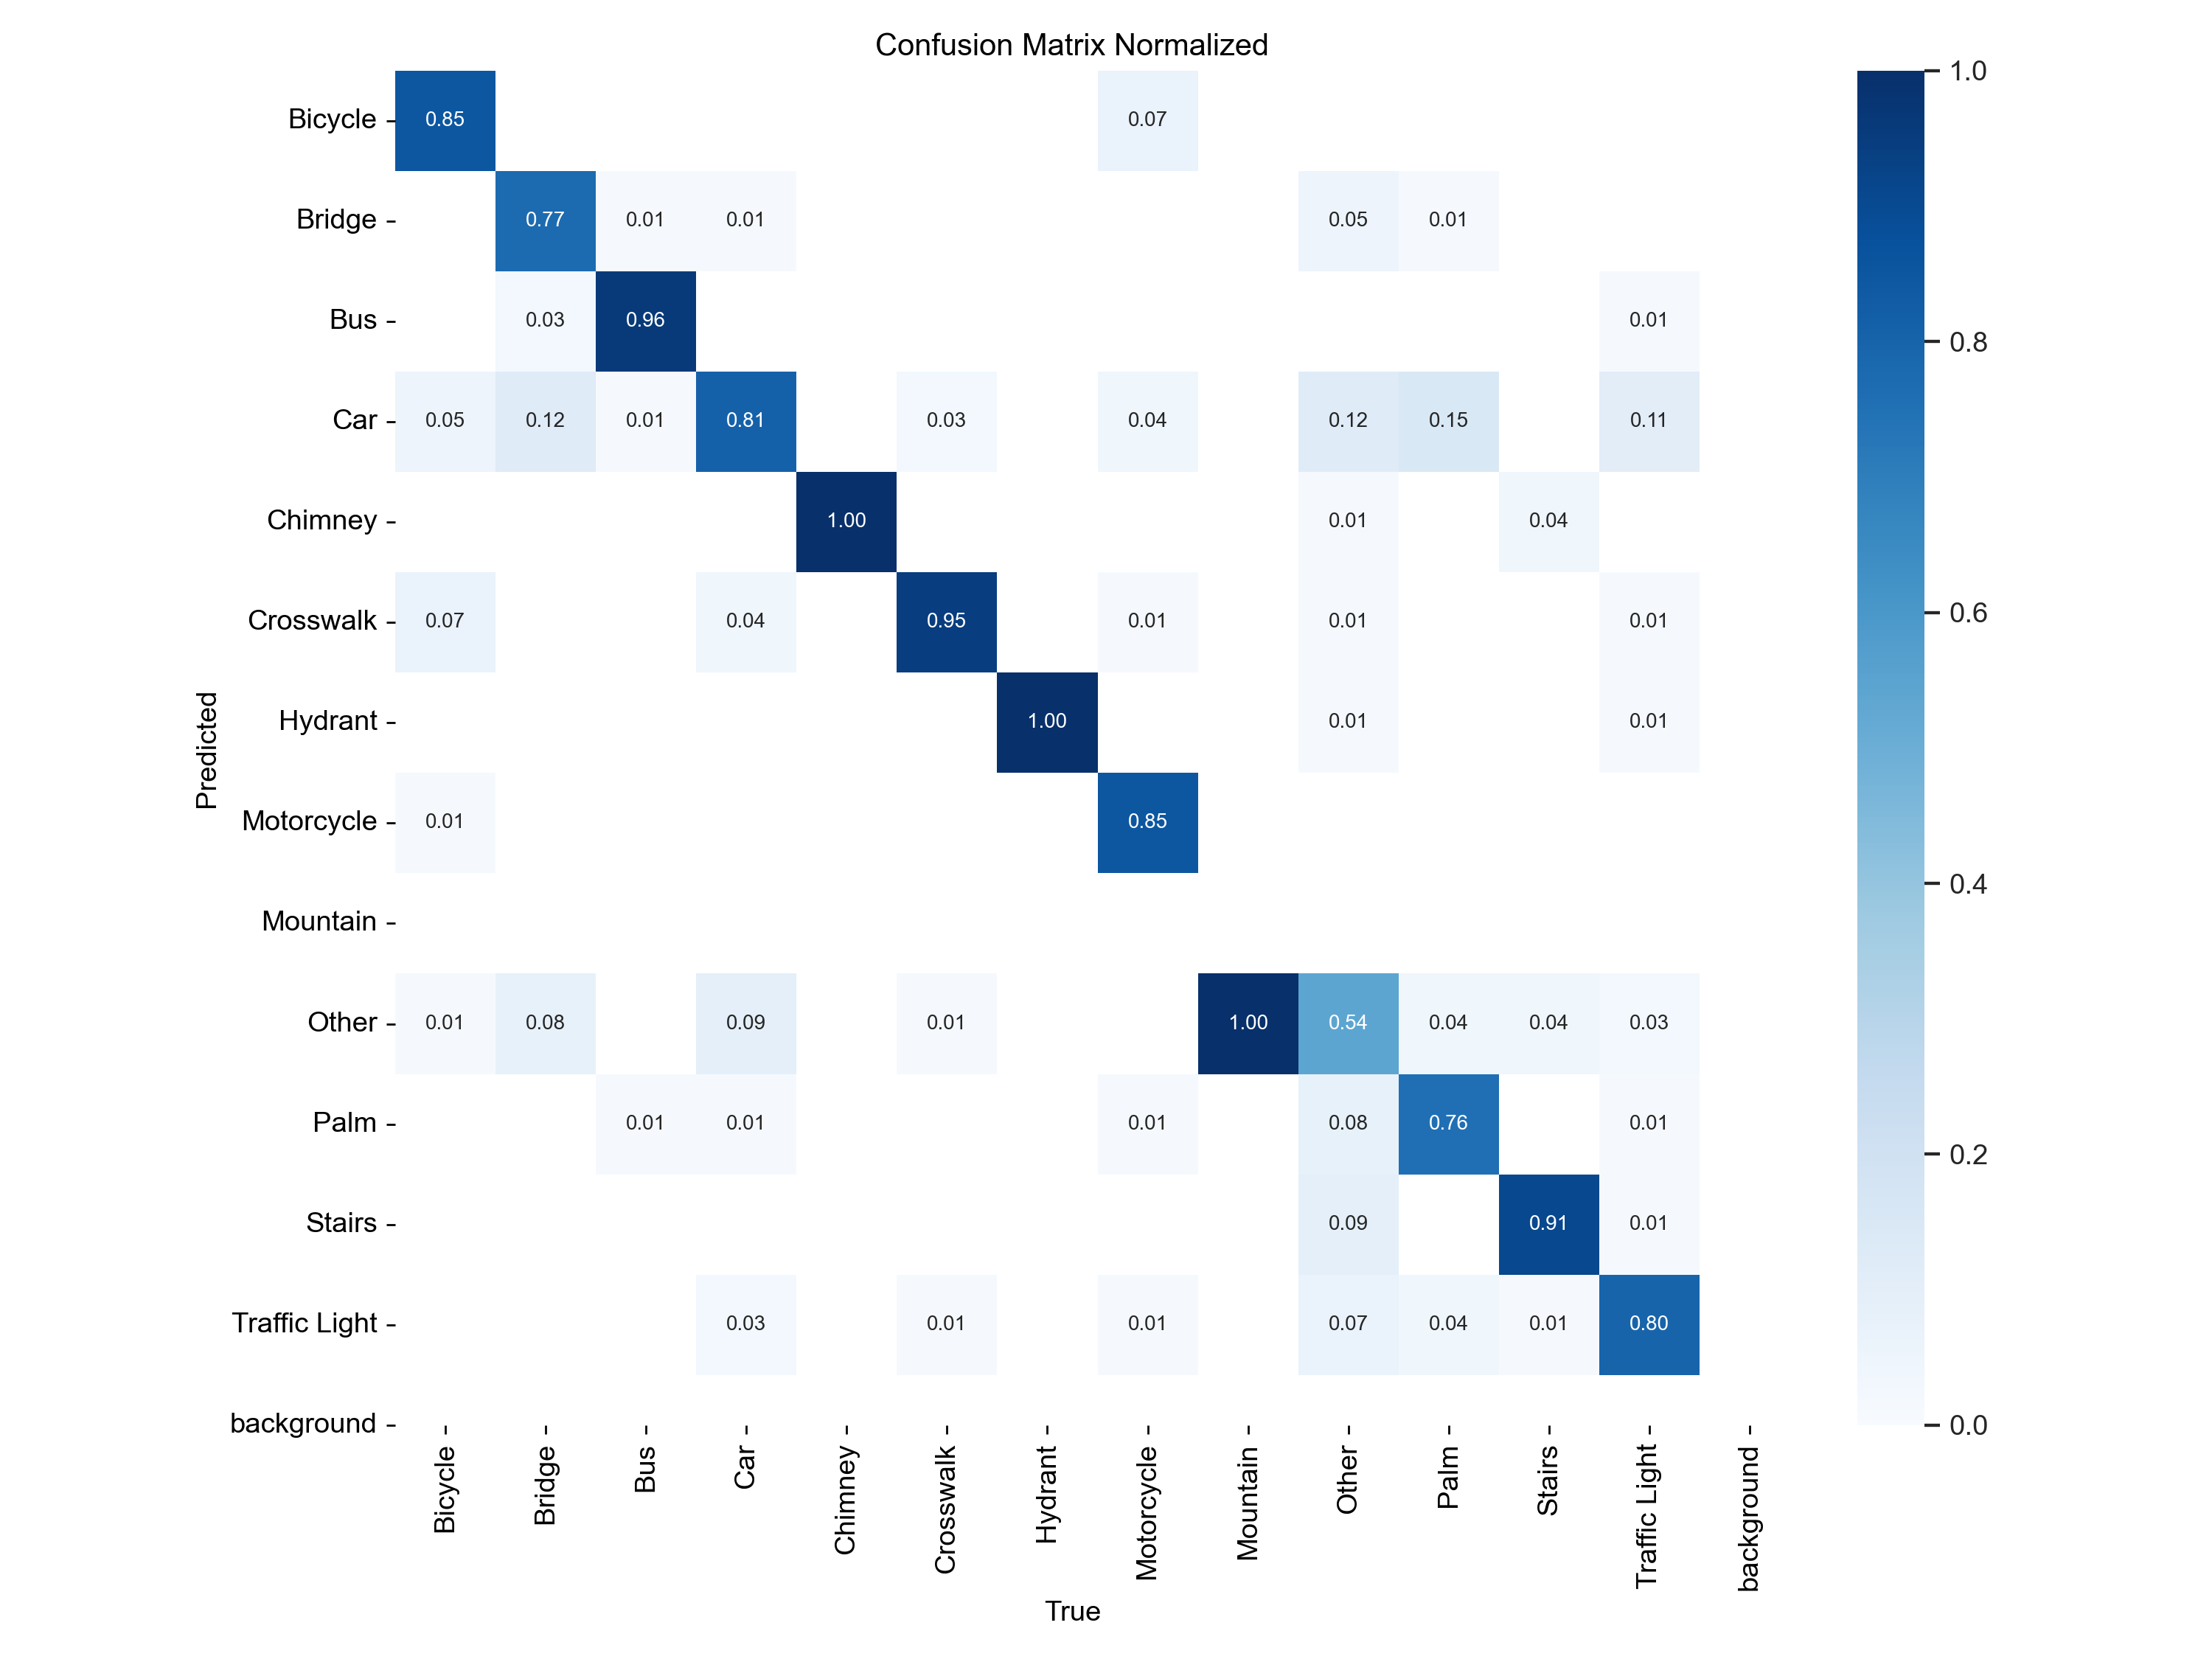 Confusion Matrix Normalized
Bicycle 0.85 0.07
Bridge 0.77 0.01 0.01 0.05 0.01
Bus 0.03 0.96 0.01
Car 0.05 0.12 0.01 0.81 0.03 0.04 0.12 0.15 0.11
Chimney 1.00 0.01 0.04
Crosswalk 0.07 0.04 0.95 0.01 0.01 0.01
Hydrant 1.00 0.01 0.01
Motorcycle 0.01 0.85
Mountain
Other 0.01 0.08 0.09 0.01 1.00 0.54 0.04 0.04 0.03
Palm 0.01 0.01 0.01 0.08 0.76 0.01
Stairs 0.09 0.91 0.01
Traffic Light 0.03 0.01 0.01 0.07 0.04 0.01 0.80
background
Predicted
Bicycle Bridge Bus Car Chimney Crosswalk Hydrant Motorcycle Mountain Other Palm Stairs Traffic Light background
True
1.0
0.8
0.6
0.4
0.2
0.0